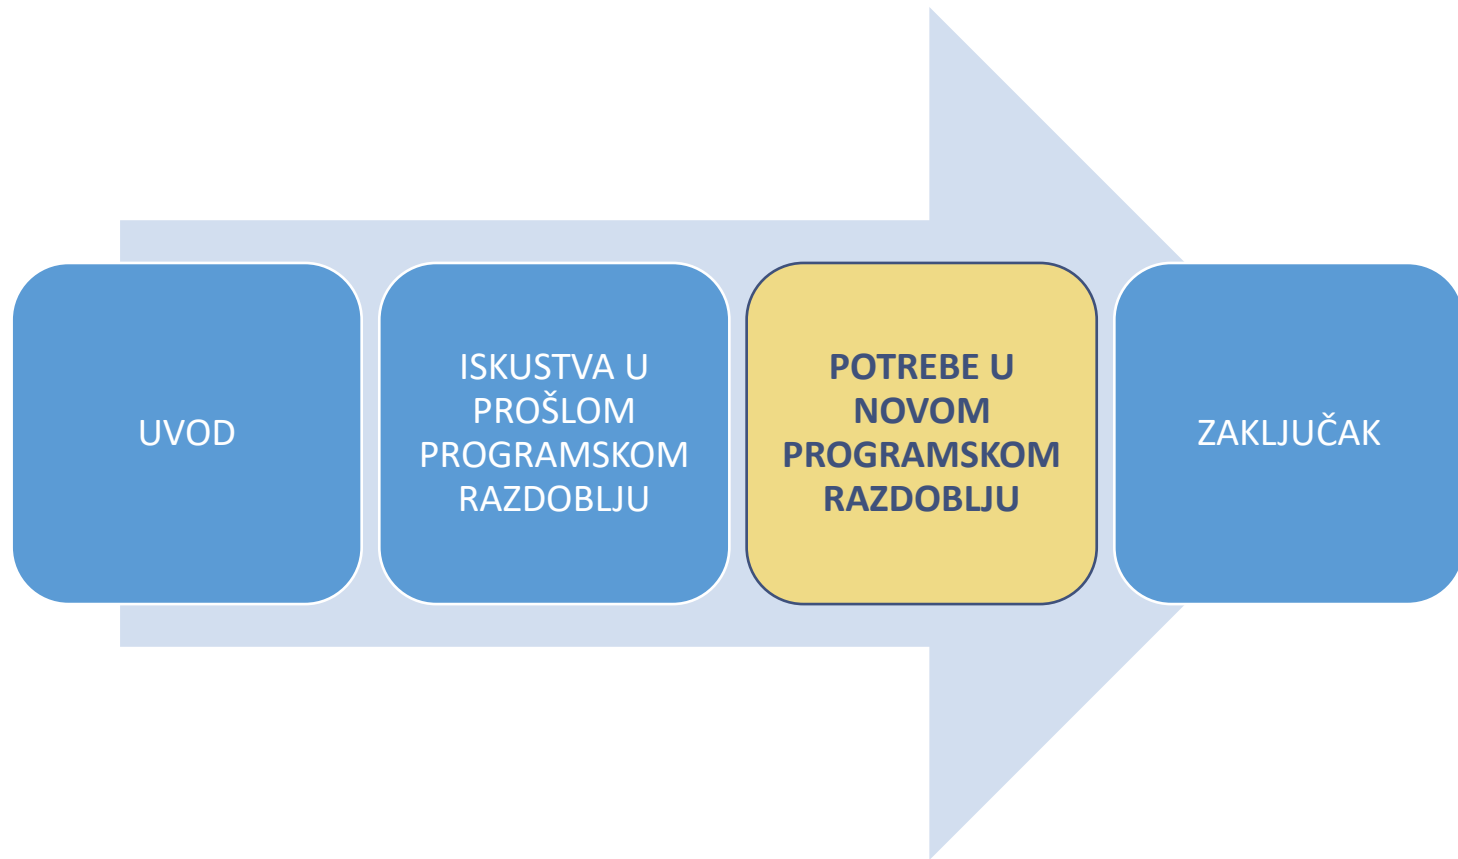 UVOD
ISKUSTVA U
PROŠLOM
PROGRAMSKOM
RAZDOBLJU
POTREBE U
NOVOM
PROGRAMSKOM
RAZDOBLJU
ZAKLJUČAK